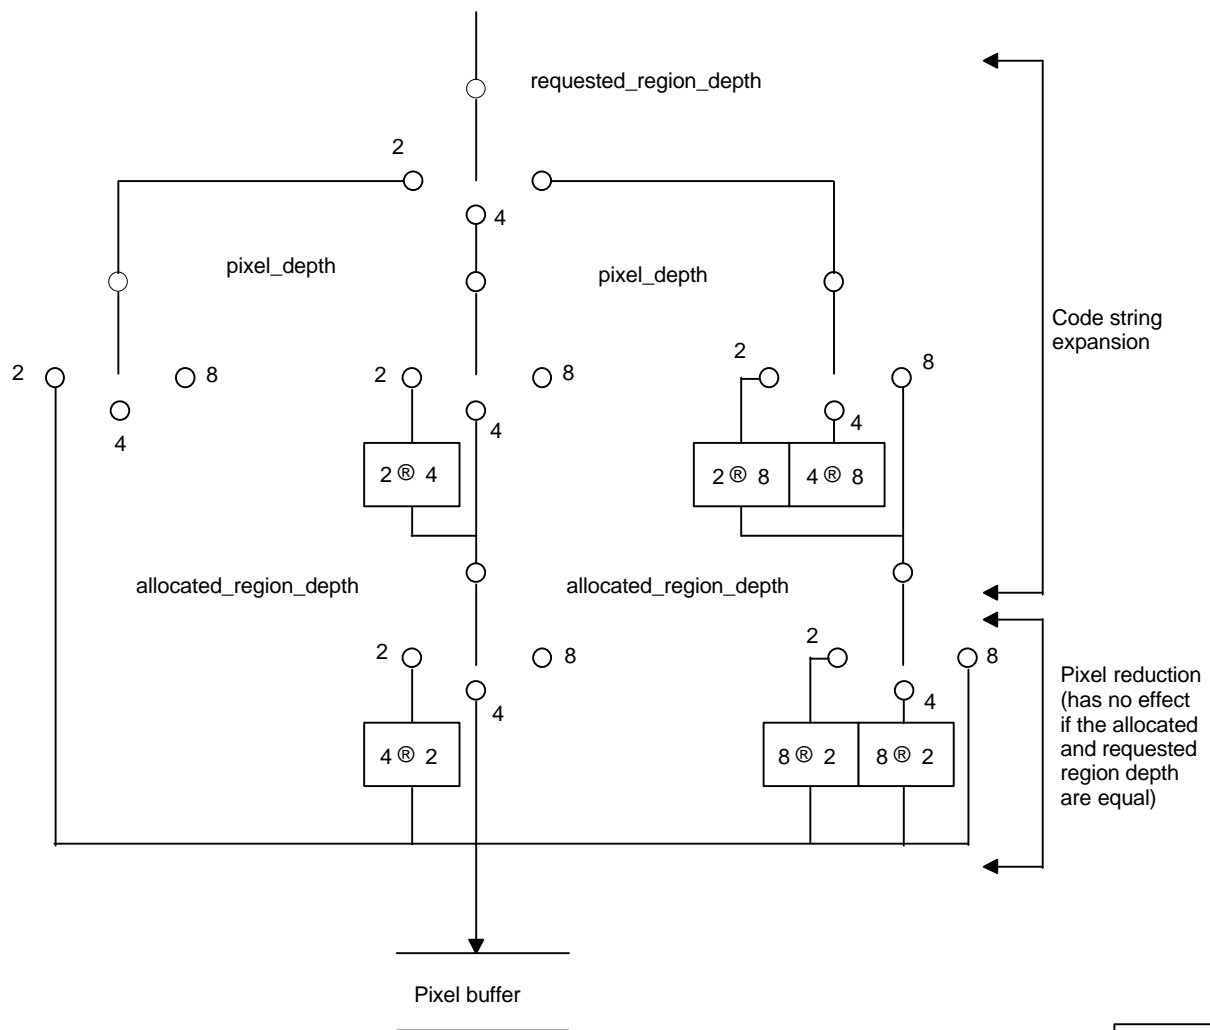 requested_region_depth
2
4
pixel_depth
pixel_depth
Code string
expansion
2
8
4
2
8
4
2
8
4
2 ® 4
2 ® 8
4 ® 8
allocated_region_depth
allocated_region_depth
2
8
4
2
8
4
Pixel reduction
(has no effect
if the allocated
and requested
region depth
are equal)
4 ® 2
8 ® 2
8 ® 2
Pixel buffer